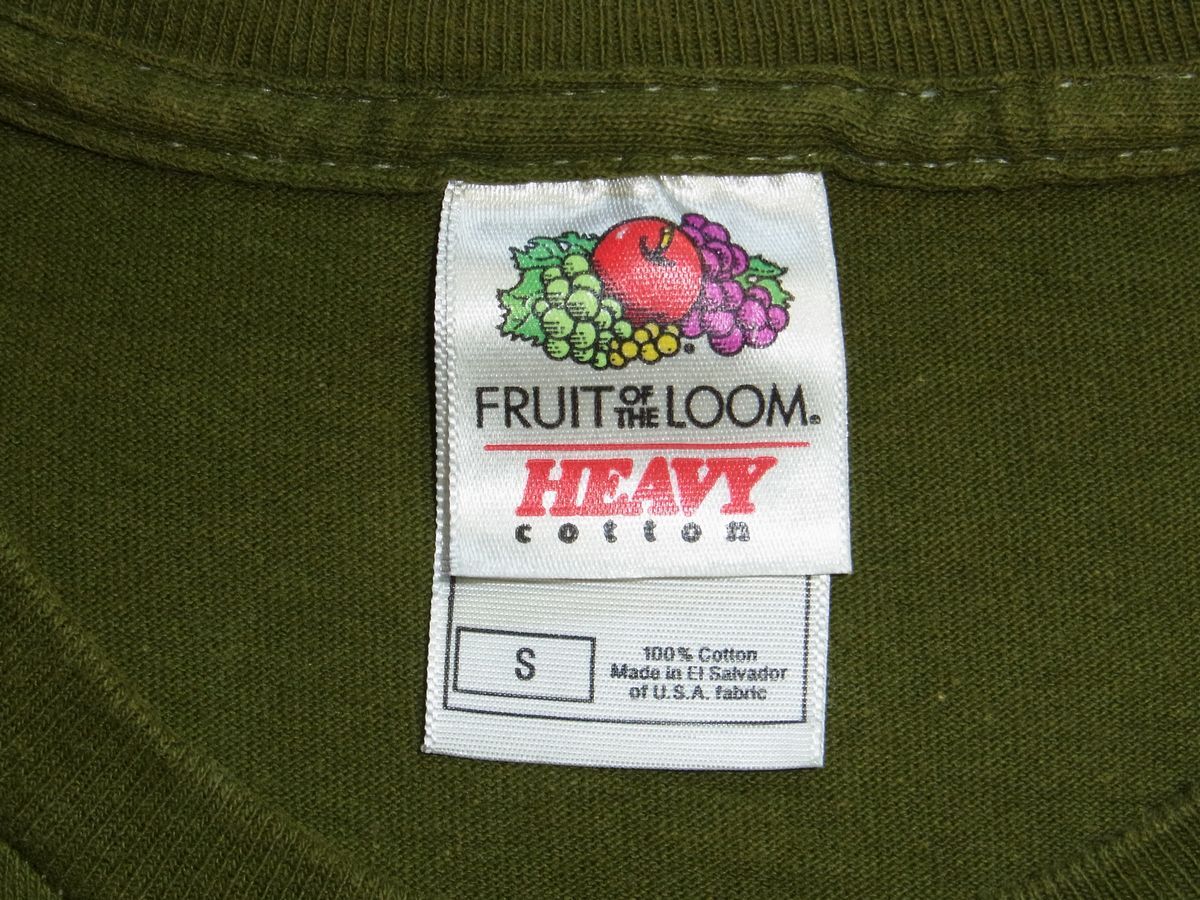 FRUIT OF THE LOOM®
HEAVY
cotton
S
100% Cotton
Made in El Salvador
of U.S.A. fabric